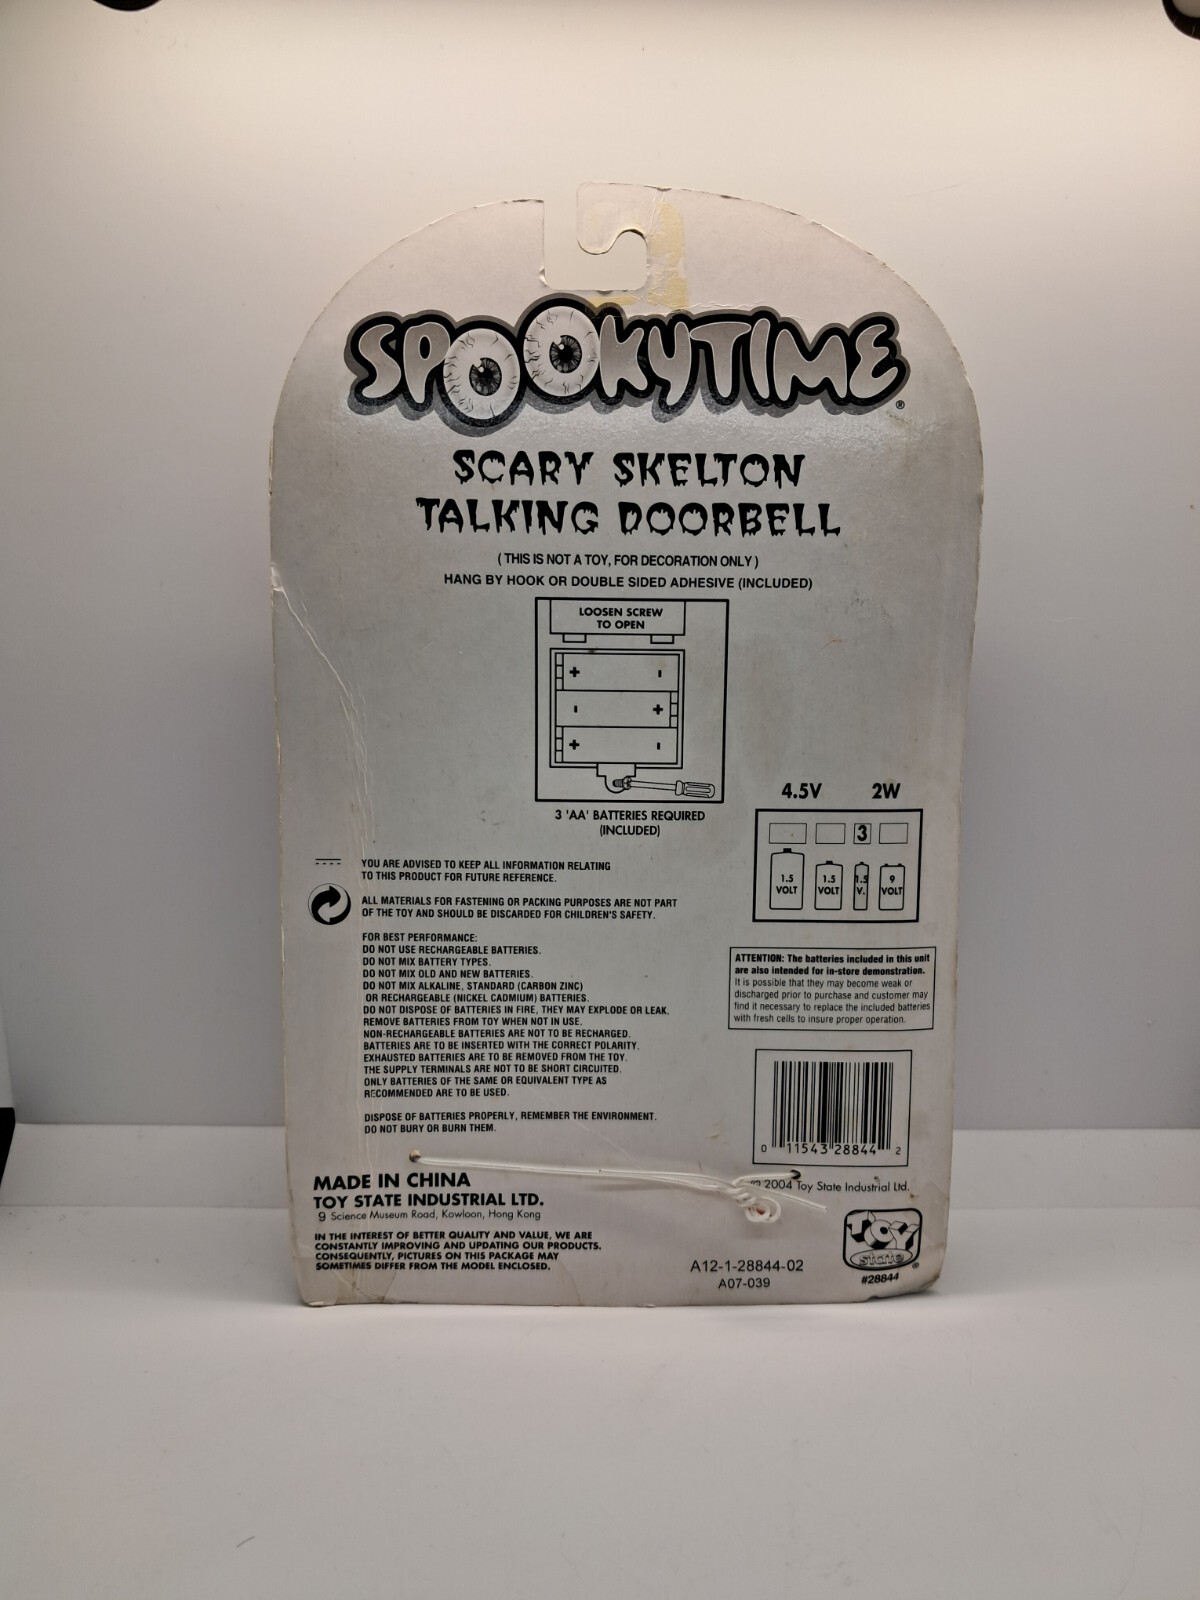 SPOOKYTIME®
SCARY SKELTON
TALKING DOORBELL
( THIS IS NOT A TOY, FOR DECORATION ONLY )
HANG BY HOOK OR DOUBLE SIDED ADHESIVE (INCLUDED)
LOOSEN SCREW
TO OPEN
+ -
- +
+ -
3 'AA' BATTERIES REQUIRED
(INCLUDED)
4.5V 2W
3
1.5 VOLT
1.5 VOLT
1.5 V.
9 VOLT
YOU ARE ADVISED TO KEEP ALL INFORMATION RELATING
TO THIS PRODUCT FOR FUTURE REFERENCE.
ALL MATERIALS FOR FASTENING OR PACKING PURPOSES ARE NOT PART
OF THE TOY AND SHOULD BE DISCARDED FOR CHILDREN'S SAFETY.
FOR BEST PERFORMANCE:
DO NOT USE RECHARGEABLE BATTERIES.
DO NOT MIX BATTERY TYPES.
DO NOT MIX OLD AND NEW BATTERIES.
DO NOT MIX ALKALINE, STANDARD (CARBON ZINC)
OR RECHARGEABLE (NICKEL CADMIUM) BATTERIES.
DO NOT DISPOSE OF BATTERIES IN FIRE, THEY MAY EXPLODE OR LEAK.
REMOVE BATTERIES FROM TOY WHEN NOT IN USE.
NON-RECHARGEABLE BATTERIES ARE NOT TO BE RECHARGED.
BATTERIES ARE TO BE INSERTED WITH THE CORRECT POLARITY.
EXHAUSTED BATTERIES ARE TO BE REMOVED FROM THE TOY.
THE SUPPLY TERMINALS ARE NOT TO BE SHORT CIRCUITED.
ONLY BATTERIES OF THE SAME OR EQUIVALENT TYPE AS
RECOMMENDED ARE TO BE USED.
DISPOSE OF BATTERIES PROPERLY, REMEMBER THE ENVIRONMENT.
DO NOT BURY OR BURN THEM.
ATTENTION: The batteries included in this unit
are also intended for in-store demonstration.
It is possible that they may become weak or
discharged prior to purchase and customer may
find it necessary to replace the included batteries
with fresh cells to insure proper operation.
0 11543 28844 2
© 2004 Toy State Industrial Ltd.
MADE IN CHINA
TOY STATE INDUSTRIAL LTD.
9 Science Museum Road, Kowloon, Hong Kong
IN THE INTEREST OF BETTER QUALITY AND VALUE, WE ARE
CONSTANTLY IMPROVING AND UPDATING OUR PRODUCTS.
CONSEQUENTLY, PICTURES ON THIS PACKAGE MAY
SOMETIMES DIFFER FROM THE MODEL ENCLOSED.
A12-1-28844-02
A07-039
TOY
state®
#28844